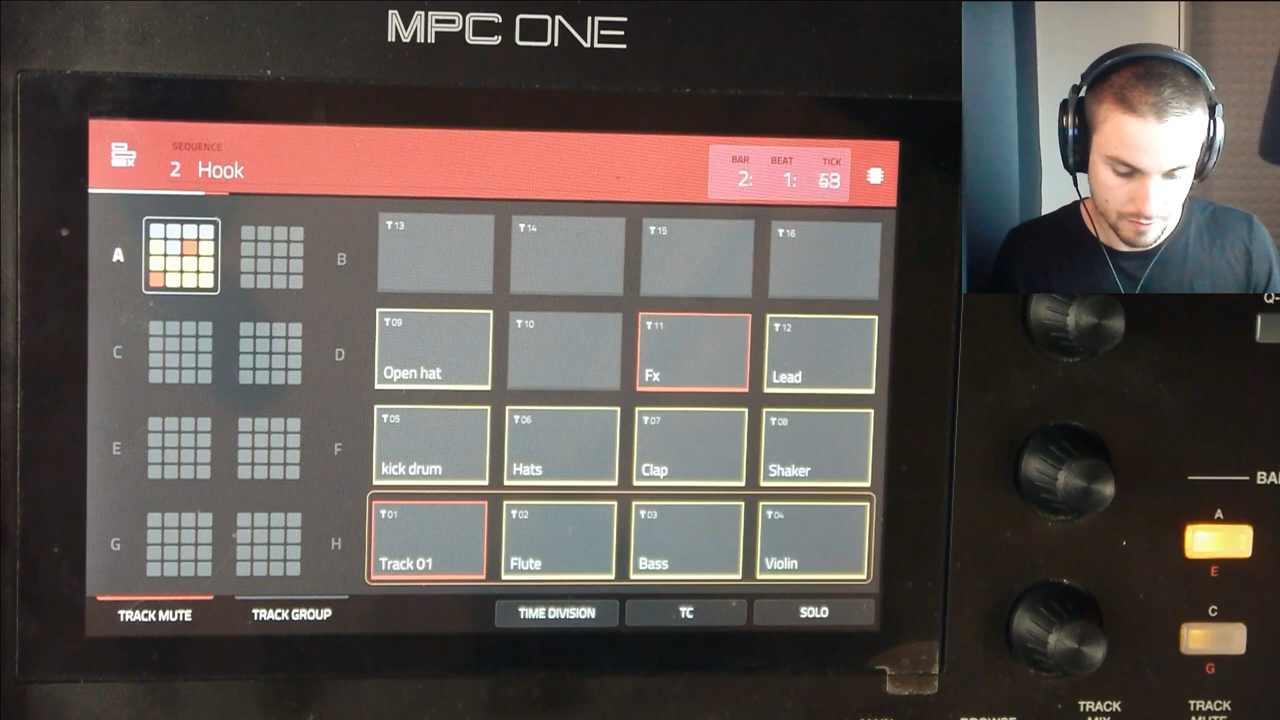 MPC ONE
SEQUENCE
2 Hook
BAR BEAT TICK
2: 1: 68
A
B
T13
T14
T15
T16
T09
Open hat
T10
T11
Fx
T12
Lead
C
D
T05
kick drum
T06
Hats
T07
Clap
T08
Shaker
E
F
T01
Track 01
T02
Flute
T03
Bass
T04
Violin
G
H
TRACK MUTE
TRACK GROUP
TIME DIVISION
TC
SOLO
A
E
C
G
TRACK
TRACK
MUTE